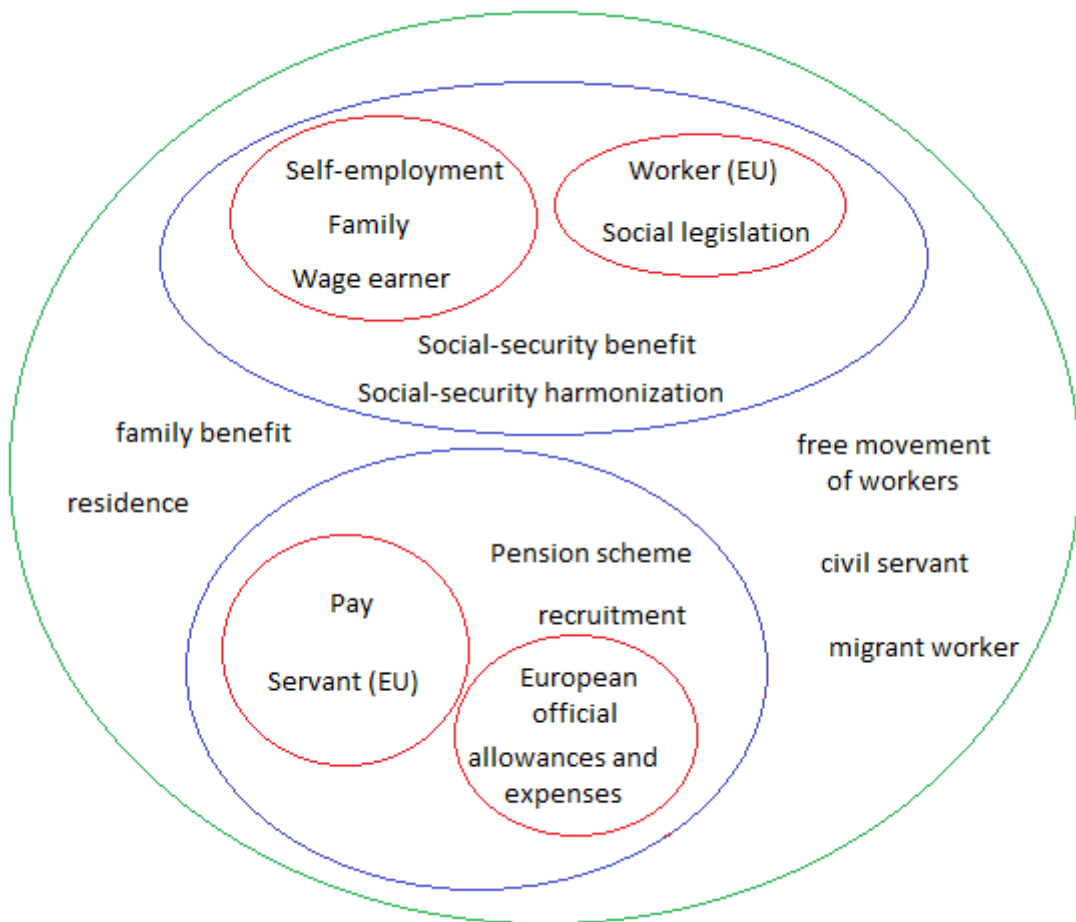 Self-employment
Worker (EU)
Family
Social legislation
Wage earner
Social-security benefit
Social-security harmonization
family benefit
free movement
of workers
residence
Pension scheme
civil servant
Pay
recruitment
migrant worker
Servant (EU)
European
official
allowances and
expenses